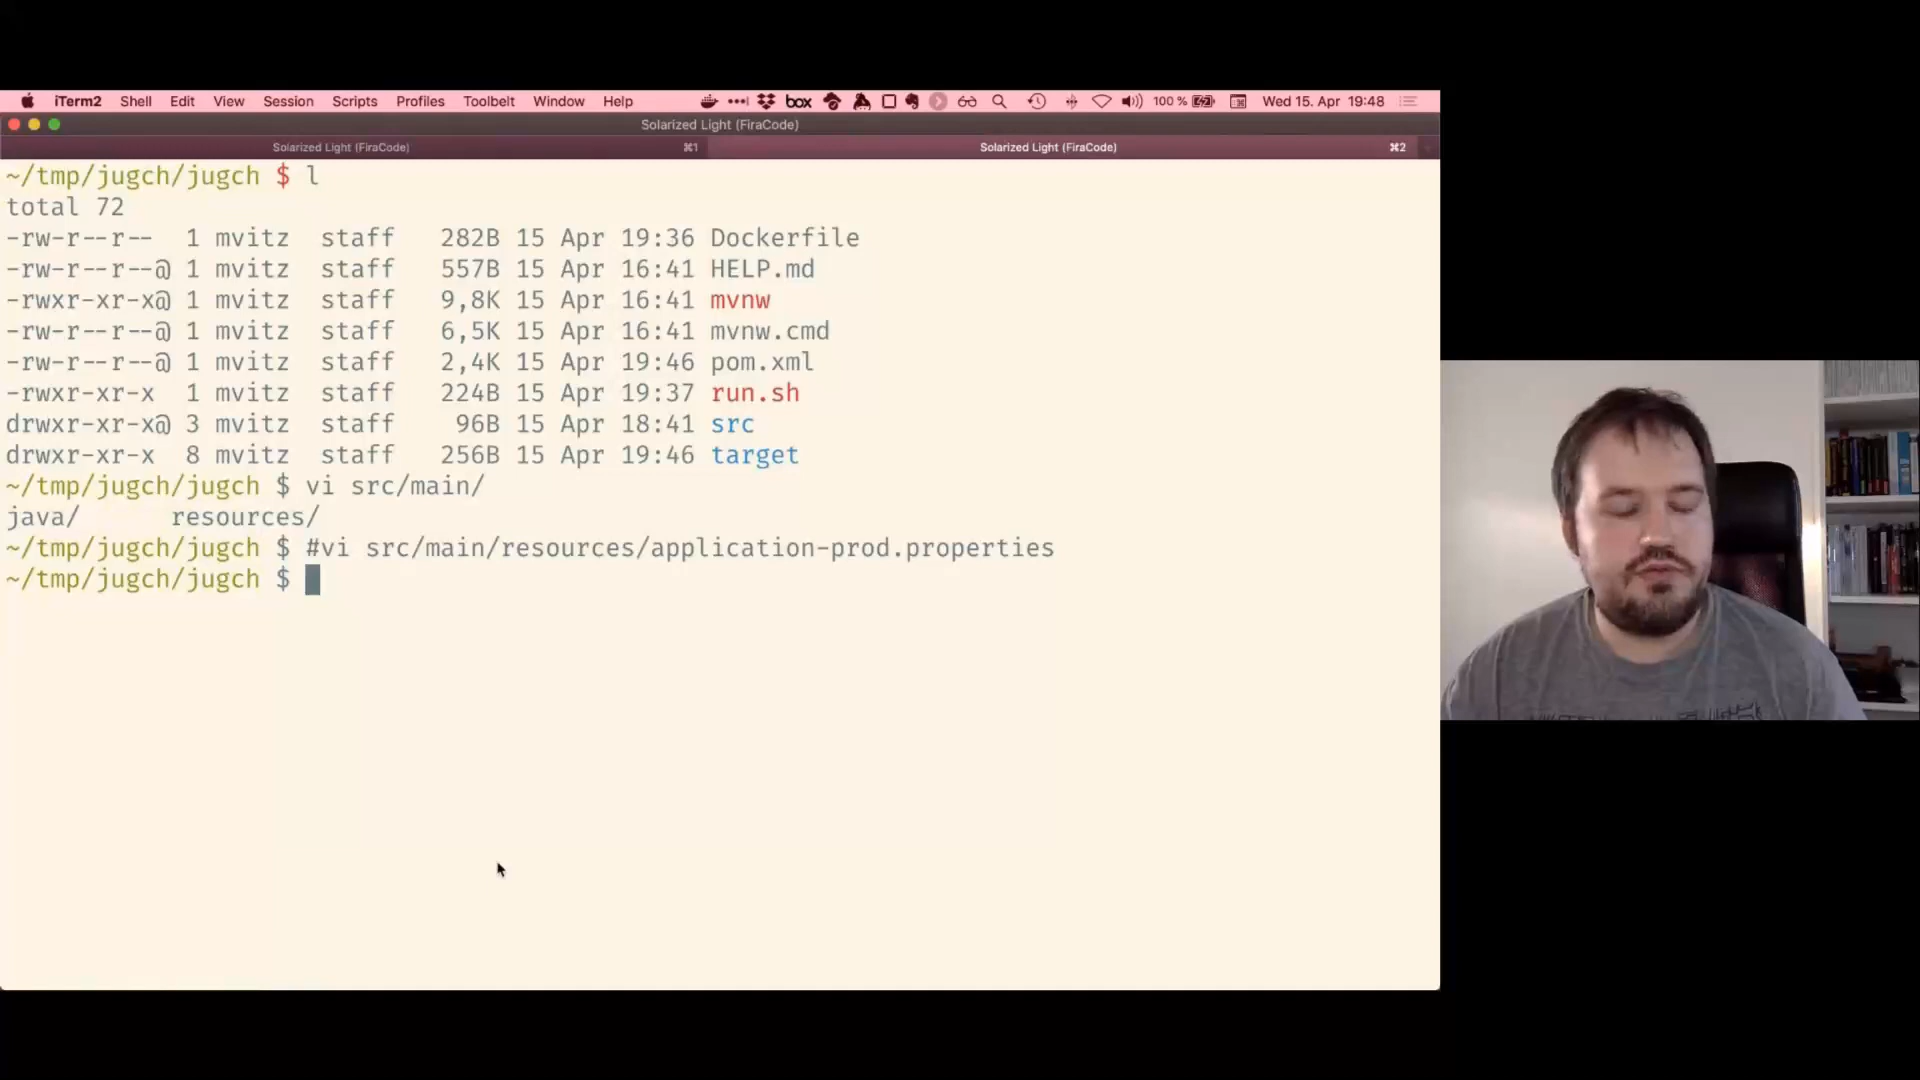 iTerm2 Shell Edit View Session Scripts Profiles Toolbelt Window Help box 100 % Wed 15. Apr 19:48
Solarized Light (FiraCode)
Solarized Light (FiraCode) ⌘1 Solarized Light (FiraCode) ⌘2
~/tmp/jugch/jugch $ l
total 72
-rw-r--r-- 1 mvitz staff 282B 15 Apr 19:36 Dockerfile
-rw-r--r--@ 1 mvitz staff 557B 15 Apr 16:41 HELP.md
-rwxr-xr-x@ 1 mvitz staff 9,8K 15 Apr 16:41 mvnw
-rw-r--r--@ 1 mvitz staff 6,5K 15 Apr 16:41 mvnw.cmd
-rw-r--r--@ 1 mvitz staff 2,4K 15 Apr 19:46 pom.xml
-rwxr-xr-x 1 mvitz staff 224B 15 Apr 19:37 run.sh
drwxr-xr-x@ 3 mvitz staff 96B 15 Apr 18:41 src
drwxr-xr-x 8 mvitz staff 256B 15 Apr 19:46 target
~/tmp/jugch/jugch $ vi src/main/
java/ resources/
~/tmp/jugch/jugch $ #vi src/main/resources/application-prod.properties
~/tmp/jugch/jugch $